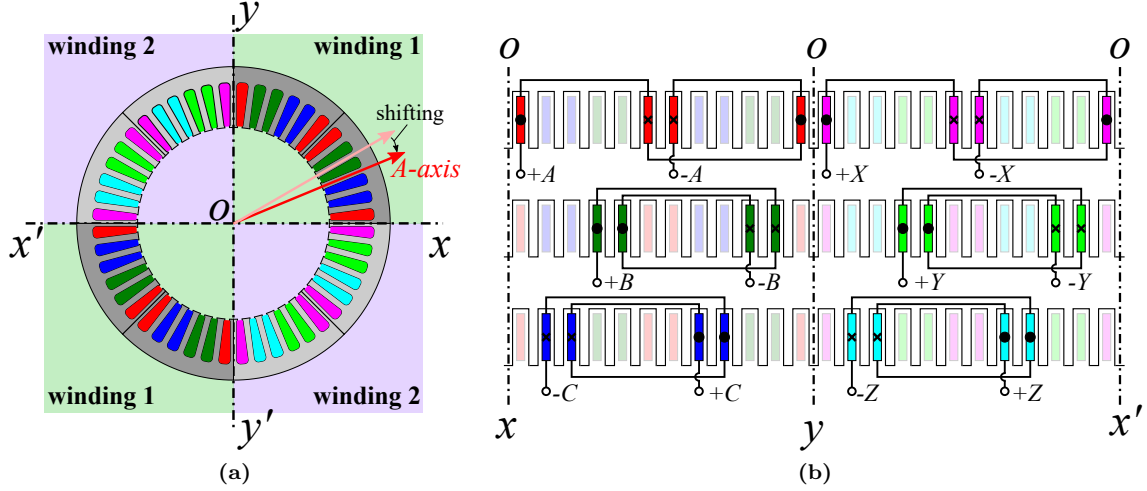 y
winding 2
winding 1
shifting
A-axis
O
x'
x
winding 1
winding 2
y'
(a)
O
O
O
+A
-A
+X
-X
+B
-B
+Y
-Y
-C
+C
-Z
+Z
x
y
x'
(b)